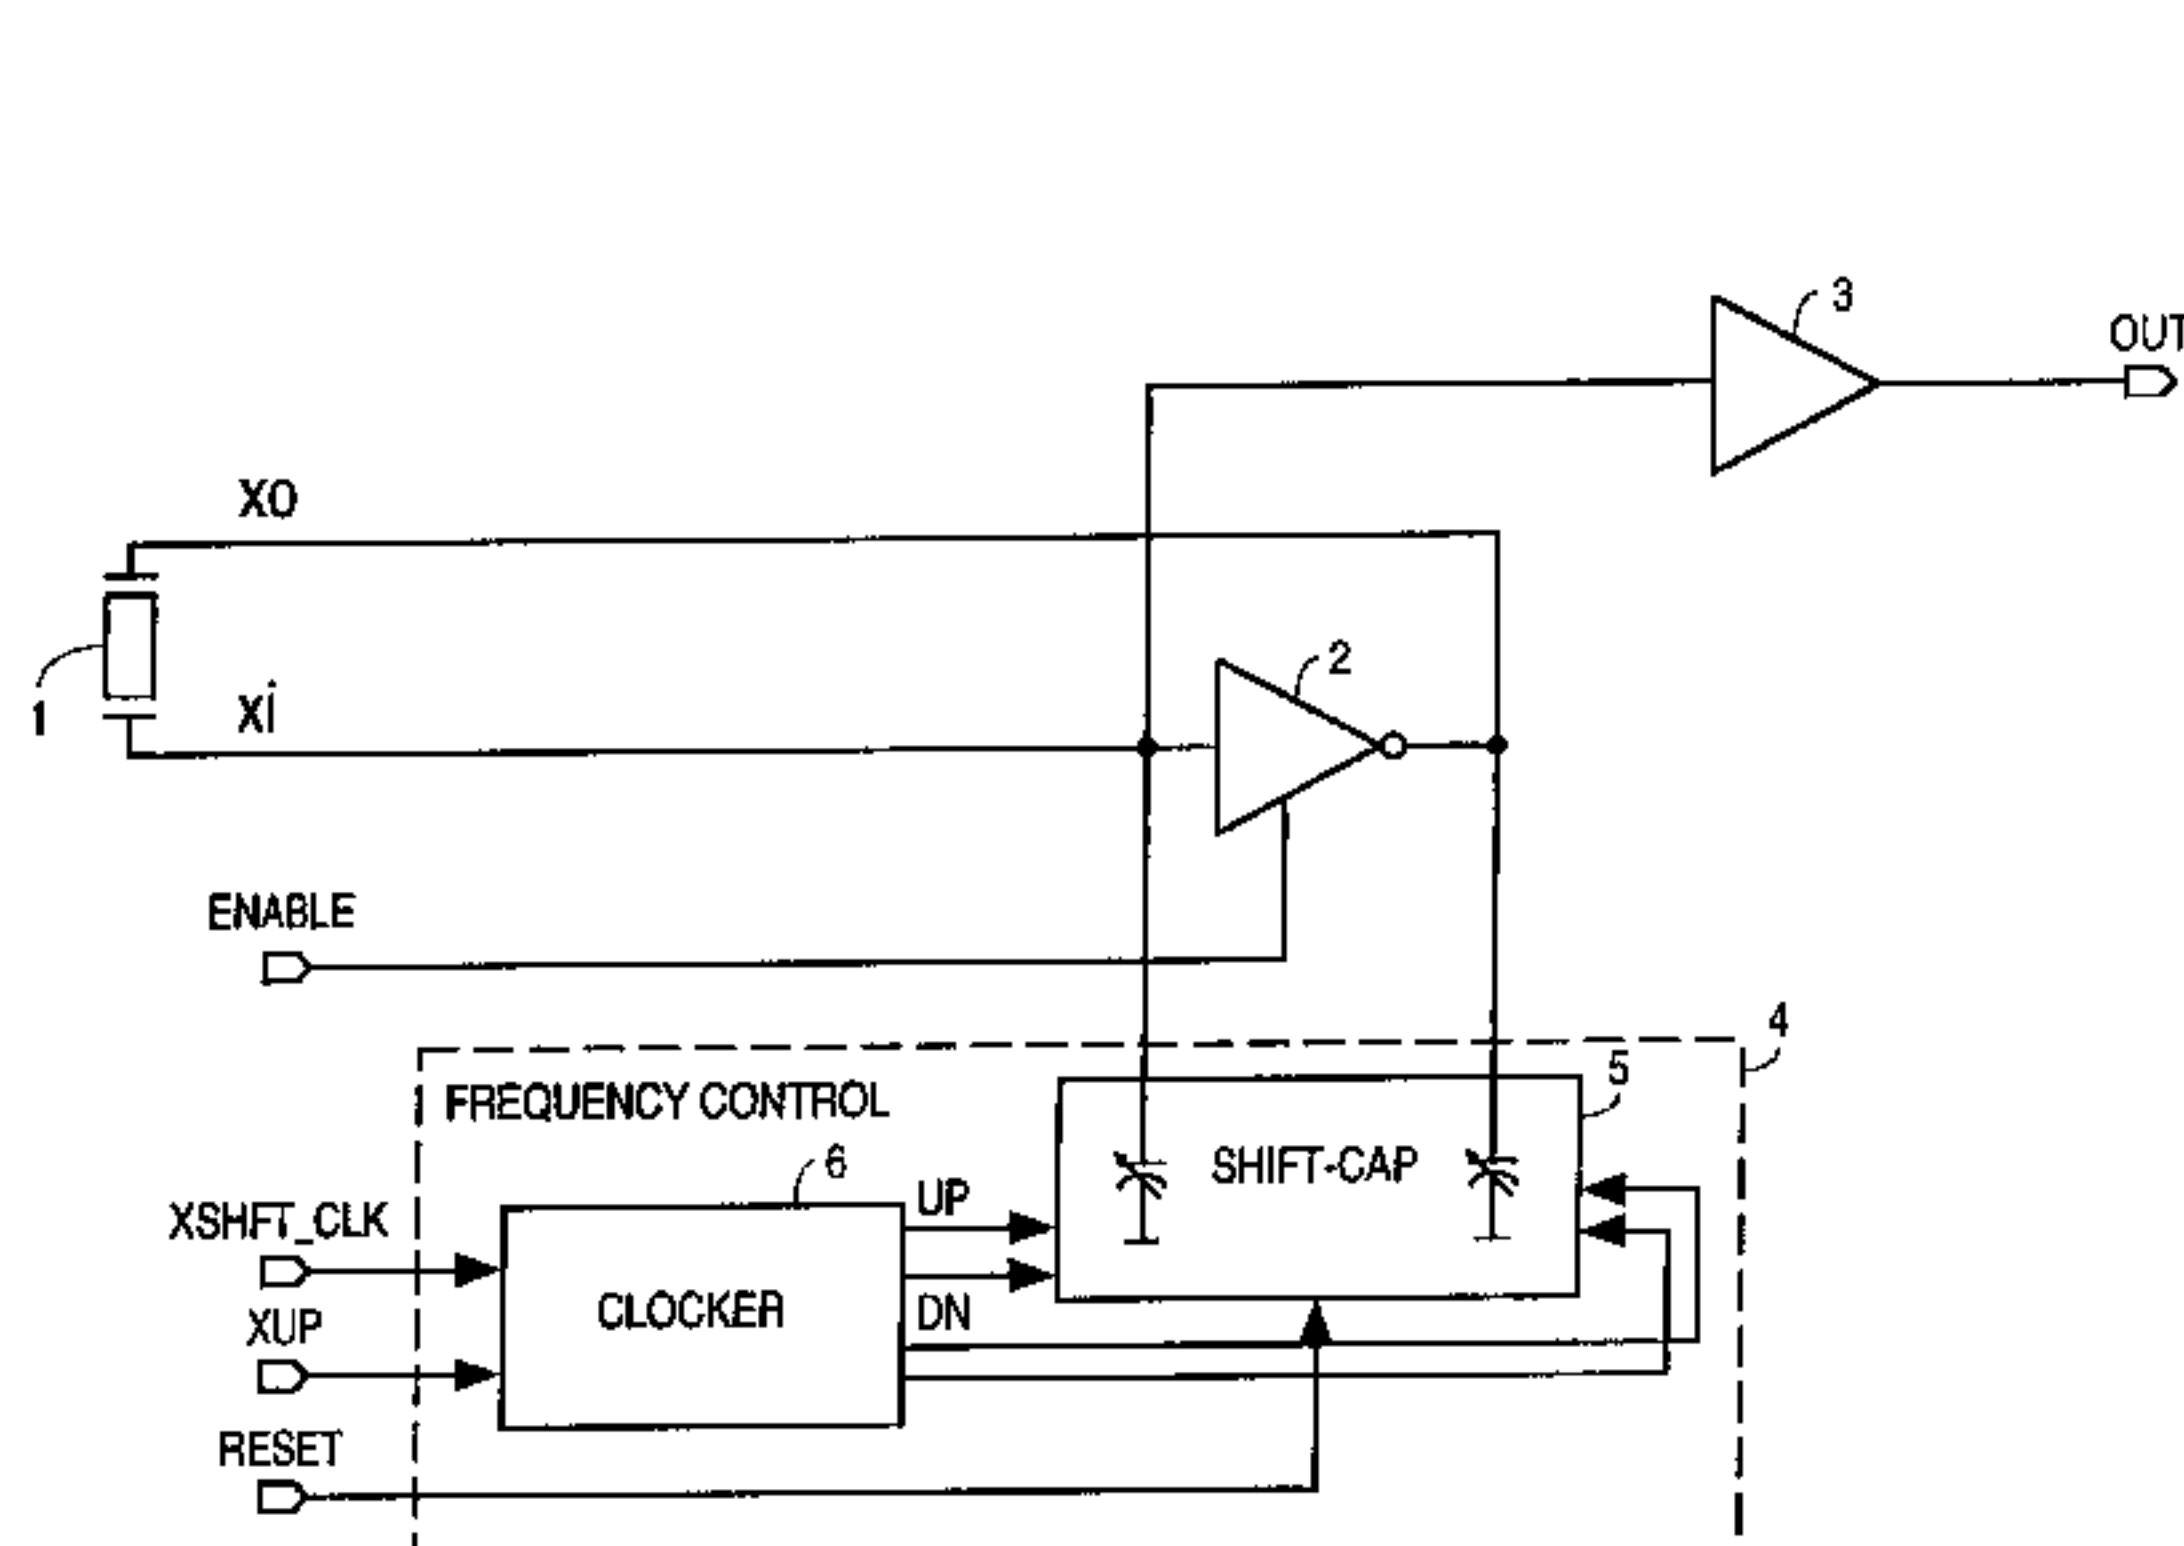 3
OUT
XO
2
1
Xi
ENABLE
4
5
FREQUENCY CONTROL
6
SHIFT-CAP
UP
XSHFT_CLK
CLOCKER
DN
XUP
RESET